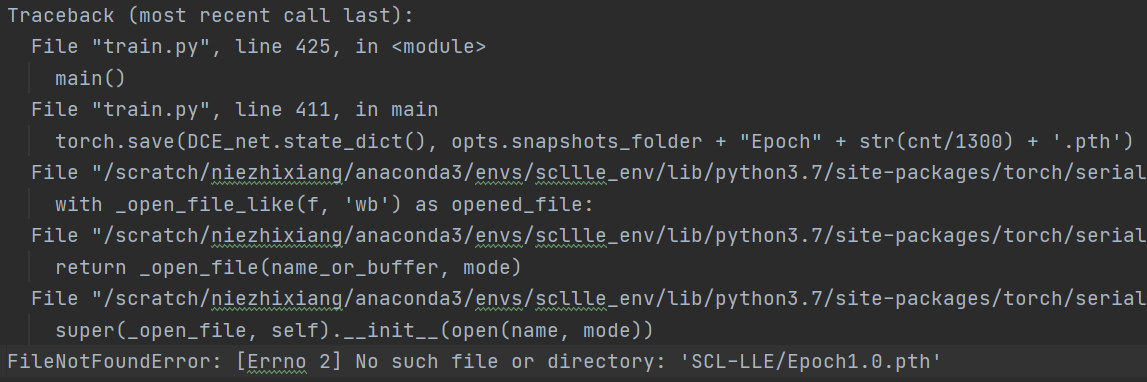 Traceback (most recent call last):
File "train.py", line 425, in <module>
main()
File "train.py", line 411, in main
torch.save(DCE_net.state_dict(), opts.snapshots_folder + "Epoch" + str(cnt/1300) + '.pth')
File "/scratch/niezhixiang/anaconda3/envs/scllle_env/lib/python3.7/site-packages/torch/serial
with _open_file_like(f, 'wb') as opened_file:
File "/scratch/niezhixiang/anaconda3/envs/scllle_env/lib/python3.7/site-packages/torch/serial
return _open_file(name_or_buffer, mode)
File "/scratch/niezhixiang/anaconda3/envs/scllle_env/lib/python3.7/site-packages/torch/serial
super(_open_file, self).__init__(open(name, mode))
FileNotFoundError: [Errno 2] No such file or directory: 'SCL-LLE/Epoch1.0.pth'